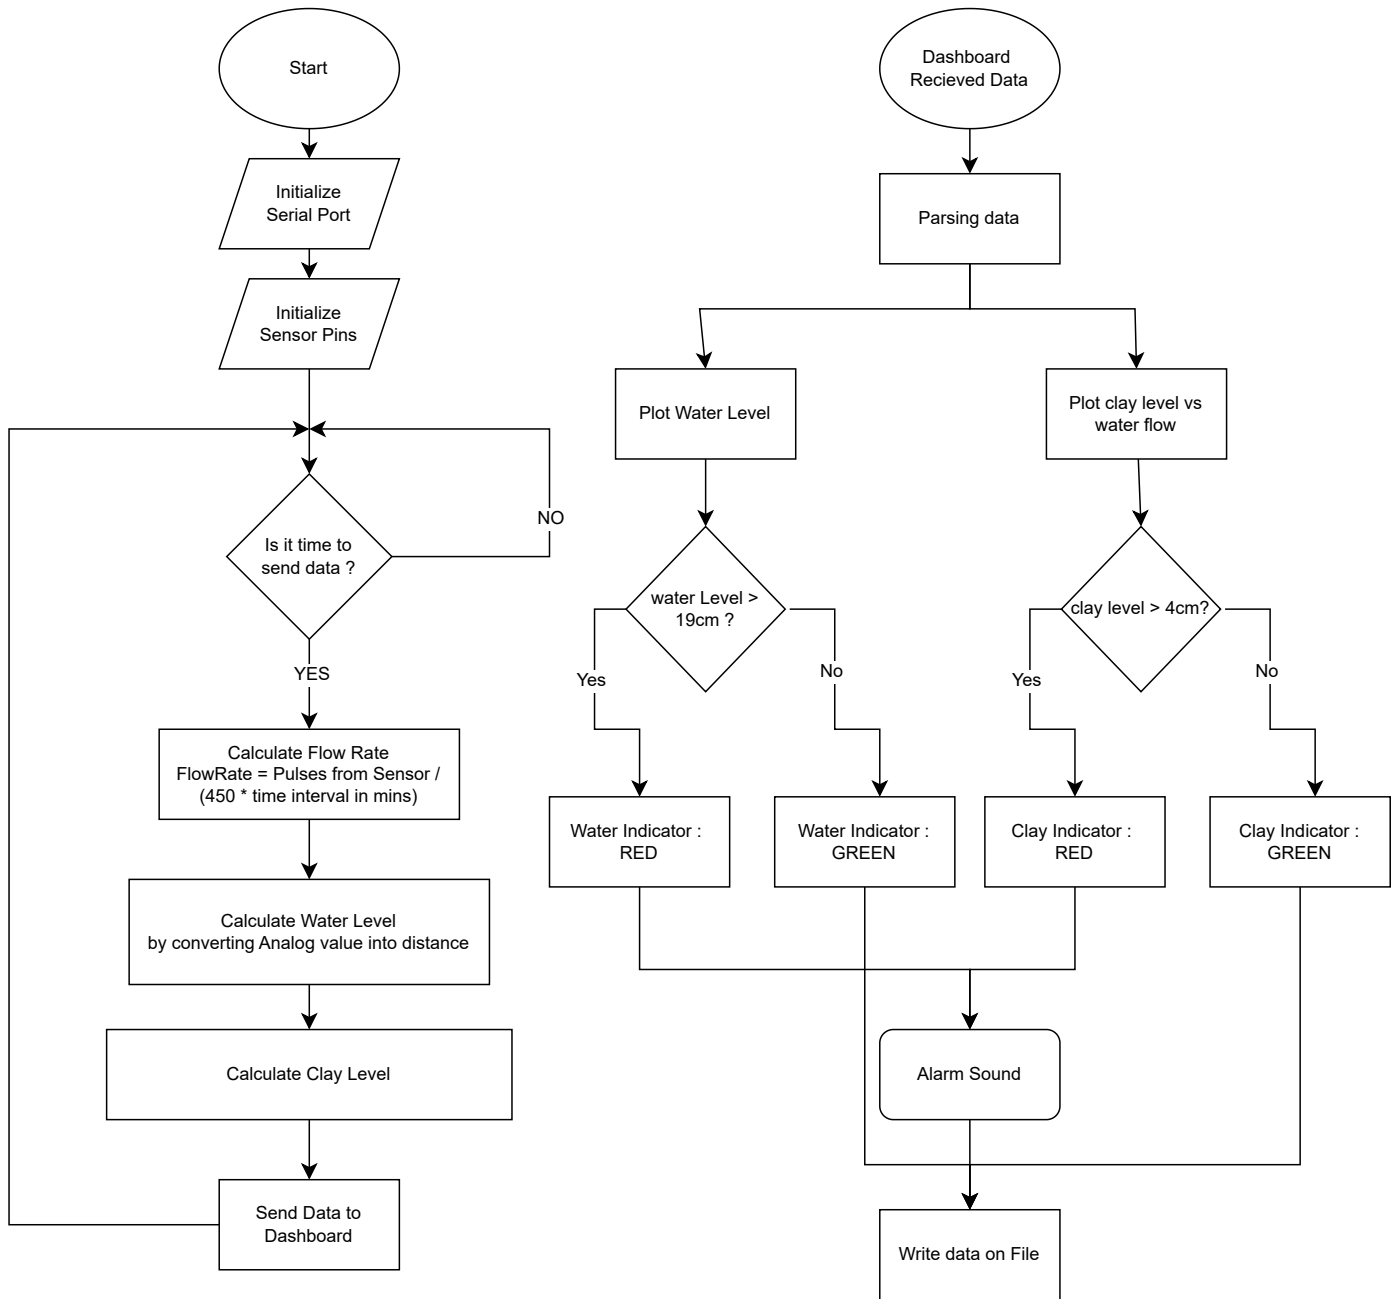 Start
Initialize
Serial Port
Initialize
Sensor Pins
Is it time to
send data ?
NO
YES
Calculate Flow Rate
FlowRate = Pulses from Sensor /
(450 * time interval in mins)
Calculate Water Level
by converting Analog value into distance
Calculate Clay Level
Send Data to
Dashboard
Dashboard
Recieved Data
Parsing data
Plot Water Level
Plot clay level vs
water flow
water Level >
19cm ?
clay level > 4cm?
Yes
No
Yes
No
Water Indicator :
RED
Water Indicator :
GREEN
Clay Indicator :
RED
Clay Indicator :
GREEN
Alarm Sound
Write data on File